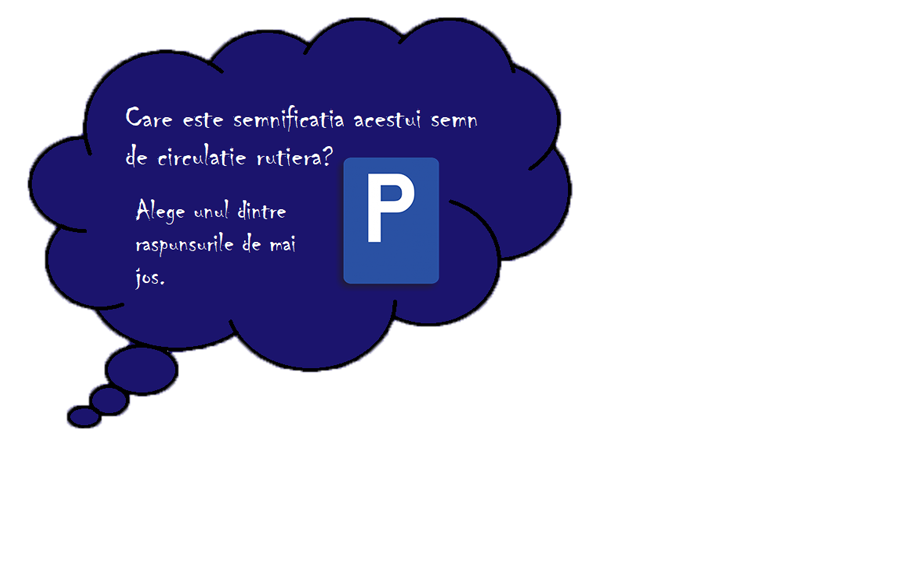 Care este semnificatia acestui semn
de circulatie rutiera?
P
Alege unul dintre
raspunsurile de mai
jos.